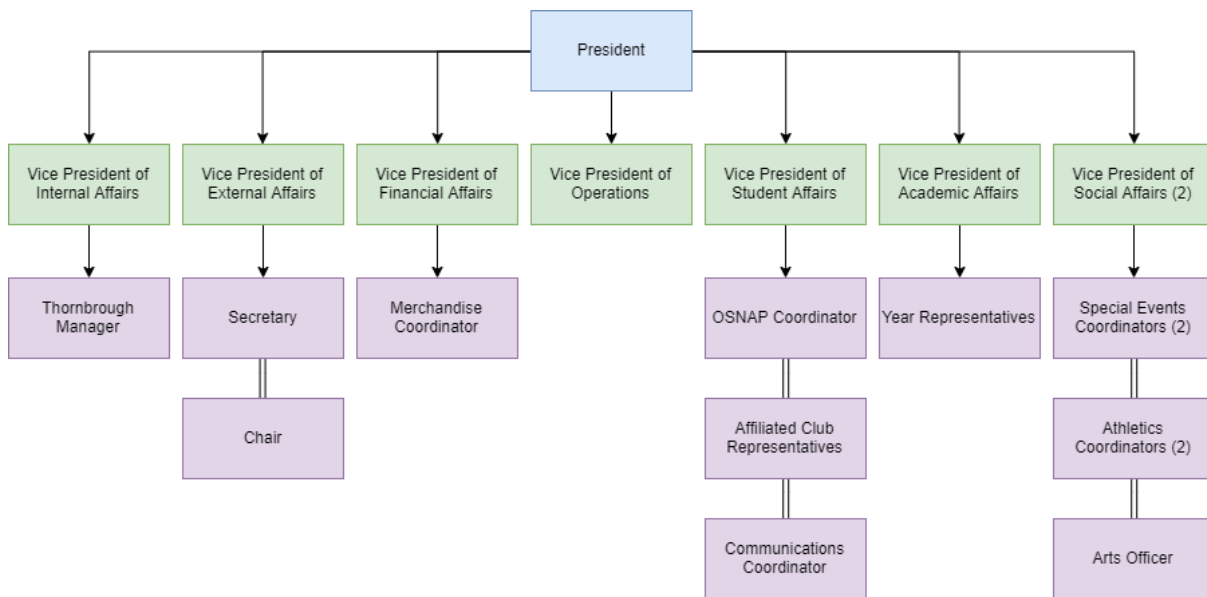 President
Vice President of
Internal Affairs
Vice President of
External Affairs
Vice President of
Financial Affairs
Vice President of
Operations
Vice President of
Student Affairs
Vice President of
Academic Affairs
Vice President of
Social Affairs (2)
Thornbrough
Manager
Secretary
Merchandise
Coordinator
OSNAP Coordinator
Year Representatives
Special Events
Coordinators (2)
Chair
Affiliated Club
Representatives
Athletics
Coordinators (2)
Communications
Coordinator
Arts Officer